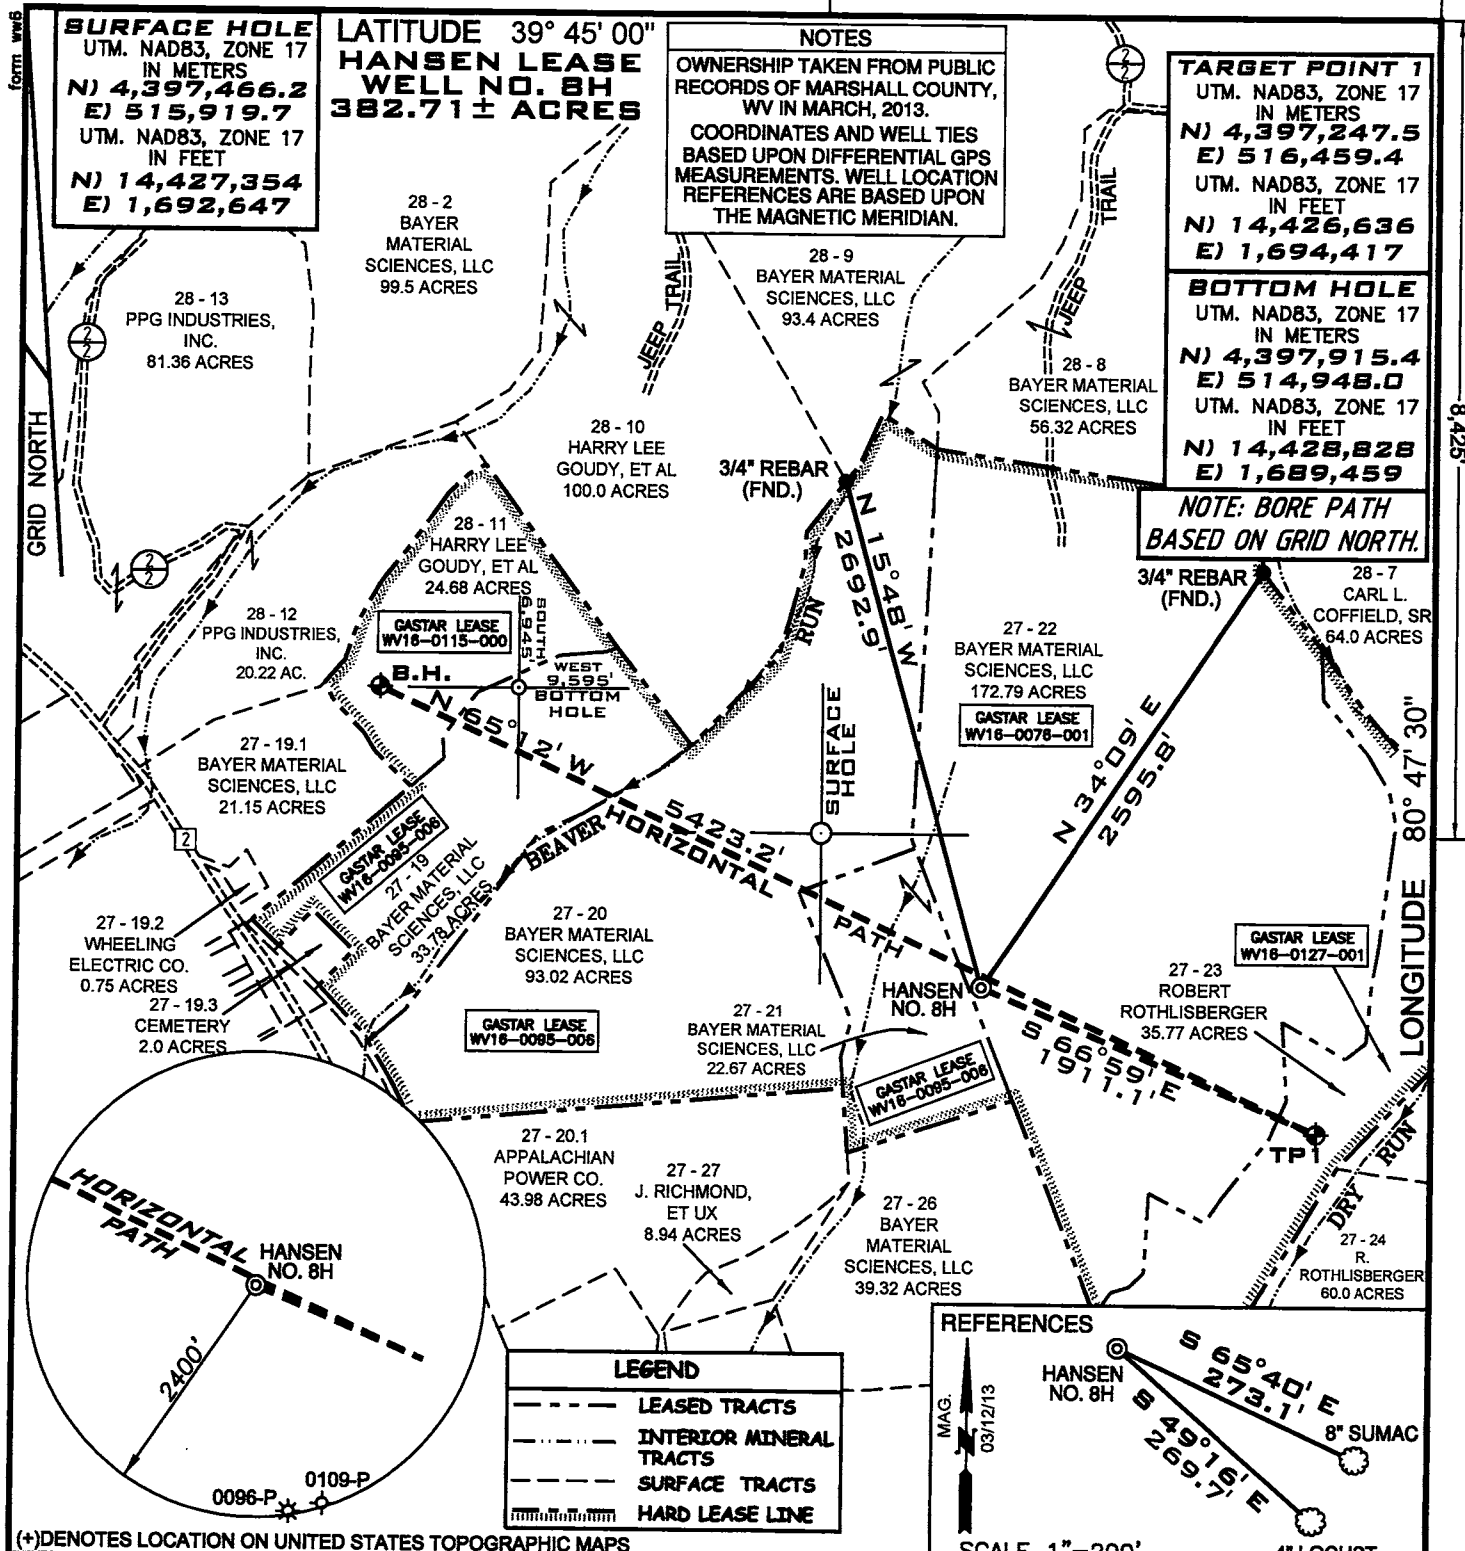 form ww6
SURFACE HOLE
UTM. NAD83, ZONE 17
IN METERS
N) 4,397,466.2
E) 515,919.7
UTM. NAD83, ZONE 17
IN FEET
N) 14,427,354
E) 1,692,647
LATITUDE 39° 45' 00"
HANSEN LEASE
WELL NO. 8H
382.71± ACRES
NOTES
OWNERSHIP TAKEN FROM PUBLIC
RECORDS OF MARSHALL COUNTY,
WV IN MARCH, 2013.
COORDINATES AND WELL TIES
BASED UPON DIFFERENTIAL GPS
MEASUREMENTS. WELL LOCATION
REFERENCES ARE BASED UPON
THE MAGNETIC MERIDIAN.
2
2
TARGET POINT 1
UTM. NAD83, ZONE 17
IN METERS
N) 4,397,247.5
E) 516,459.4
UTM. NAD83, ZONE 17
IN FEET
N) 14,426,636
E) 1,694,417
BOTTOM HOLE
UTM. NAD83, ZONE 17
IN METERS
N) 4,397,915.4
E) 514,948.0
UTM. NAD83, ZONE 17
IN FEET
N) 14,428,828
E) 1,689,459
NOTE: BORE PATH
BASED ON GRID NORTH.
8,425'
28 - 2
BAYER
MATERIAL
SCIENCES, LLC
99.5 ACRES
28 - 13
PPG INDUSTRIES,
INC.
81.36 ACRES
2
2
JEEP TRAIL
28 - 9
BAYER MATERIAL
SCIENCES, LLC
93.4 ACRES
JEEP TRAIL
28 - 8
BAYER MATERIAL
SCIENCES, LLC
56.32 ACRES
GRID NORTH
28 - 10
HARRY LEE
GOUDY, ET AL
100.0 ACRES
3/4" REBAR
(FND.)
28 - 11
HARRY LEE
GOUDY, ET AL
24.68 ACRES
2
2
28 - 12
PPG INDUSTRIES,
INC.
20.22 AC.
GASTAR LEASE
WV16-0115-000
SOUTH
6,945'
WEST
9,595'
BOTTOM
HOLE
B.H.
N 65°12' W
RUN
N 15°48' W
2692.9'
3/4" REBAR
(FND.)
28 - 7
CARL L.
COFFIELD, SR
64.0 ACRES
27 - 22
BAYER MATERIAL
SCIENCES, LLC
172.79 ACRES
GASTAR LEASE
WV16-0076-001
N 34°09' E
2595.8'
LONGITUDE 80° 47' 30"
27 - 19.1
BAYER MATERIAL
SCIENCES, LLC
21.15 ACRES
2
SURFACE
HOLE
5423.2'
HORIZONTAL
PATH
BEAVER
GASTAR LEASE
WV16-0095-006
27 - 19
BAYER MATERIAL
SCIENCES, LLC
33.78 ACRES
27 - 19.2
WHEELING
ELECTRIC CO.
0.75 ACRES
27 - 19.3
CEMETERY
2.0 ACRES
27 - 20
BAYER MATERIAL
SCIENCES, LLC
93.02 ACRES
GASTAR LEASE
WV16-0095-006
HANSEN
NO. 8H
27 - 21
BAYER MATERIAL
SCIENCES, LLC
22.67 ACRES
GASTAR LEASE
WV16-0095-006
27 - 23
ROBERT
ROTHLISBERGER
35.77 ACRES
GASTAR LEASE
WV16-0127-001
S 66°59' E
1911.1'
TP1
DRY RUN
27 - 20.1
APPALACHIAN
POWER CO.
43.98 ACRES
27 - 27
J. RICHMOND,
ET UX
8.94 ACRES
27 - 26
BAYER
MATERIAL
SCIENCES, LLC
39.32 ACRES
27 - 24
R.
ROTHLISBERGER
60.0 ACRES
HORIZONTAL
PATH
HANSEN
NO. 8H
2400'
0096-P
0109-P
LEGEND
LEASED TRACTS
INTERIOR MINERAL
TRACTS
SURFACE TRACTS
HARD LEASE LINE
REFERENCES
MAG.
03/12/13
HANSEN
NO. 8H
S 65°40' E
273.1'
8" SUMAC
S 49°16' E
269.7'
4" LOCUST
SCALE 1"=200'
(+)DENOTES LOCATION ON UNITED STATES TOPOGRAPHIC MAPS